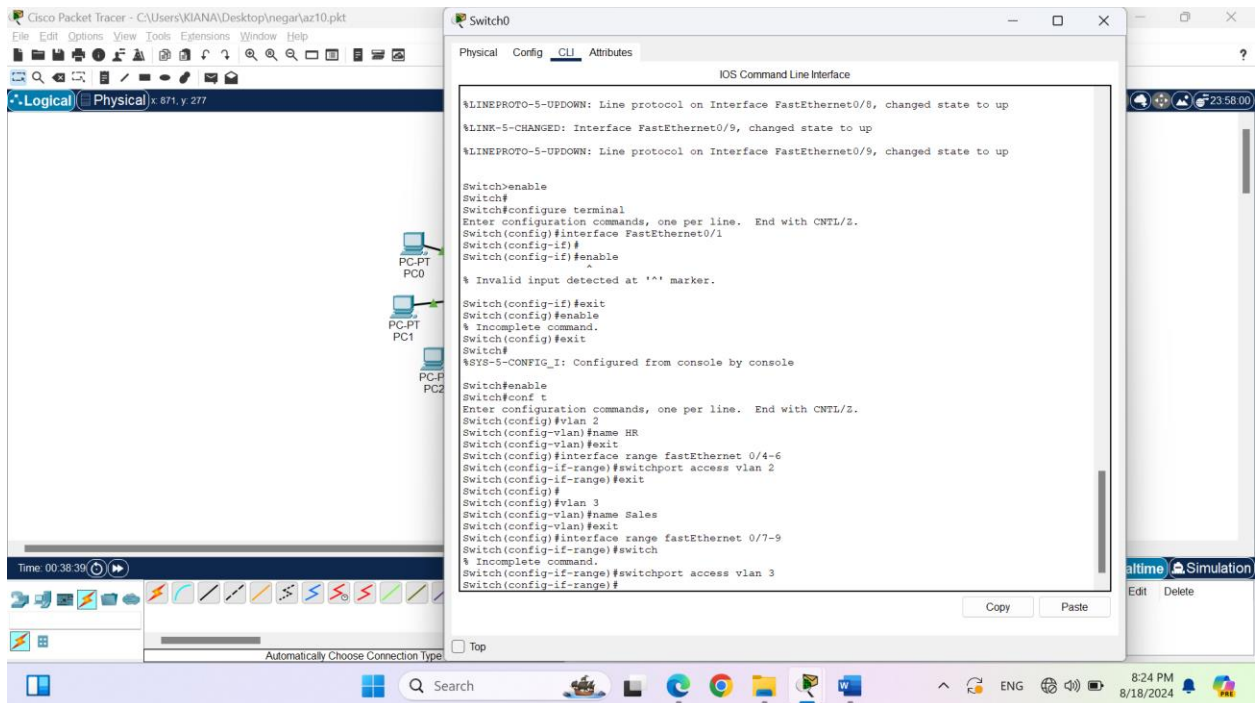 Cisco Packet Tracer - C:\Users\KIANA\Desktop\negar\az10.pkt
File Edit Options View Tools Extensions Window Help
?
Logical Physical x: 871, y: 277
23:58:00
PC-PT
PC0
PC-PT
PC1
PC-P
PC2
Switch0
Physical Config CLI Attributes
IOS Command Line Interface
%LINEPROTO-5-UPDOWN: Line protocol on Interface FastEthernet0/8, changed state to up
%LINK-5-CHANGED: Interface FastEthernet0/9, changed state to up
%LINEPROTO-5-UPDOWN: Line protocol on Interface FastEthernet0/9, changed state to up
Switch>enable
Switch#
Switch#configure terminal
Enter configuration commands, one per line. End with CNTL/Z.
Switch(config)#interface FastEthernet0/1
Switch(config-if)#
Switch(config-if)#enable
^
% Invalid input detected at '^' marker.
Switch(config-if)#exit
Switch(config)#enable
% Incomplete command.
Switch(config)#exit
Switch#
%SYS-5-CONFIG_I: Configured from console by console
Switch#enable
Switch#conf t
Enter configuration commands, one per line. End with CNTL/Z.
Switch(config)#vlan 2
Switch(config-vlan)#name HR
Switch(config-vlan)#exit
Switch(config)#interface range fastEthernet 0/4-6
Switch(config-if-range)#switchport access vlan 2
Switch(config-if-range)#exit
Switch(config)#
Switch(config)#vlan 3
Switch(config-vlan)#name Sales
Switch(config-vlan)#exit
Switch(config)#interface range fastEthernet 0/7-9
Switch(config-if-range)#switch
% Incomplete command.
Switch(config-if-range)#switchport access vlan 3
Switch(config-if-range)#
Copy Paste
Top
Time: 00:38:39
altime Simulation
Edit Delete
Automatically Choose Connection Type
Search
ENG
8:24 PM
8/18/2024
PRE